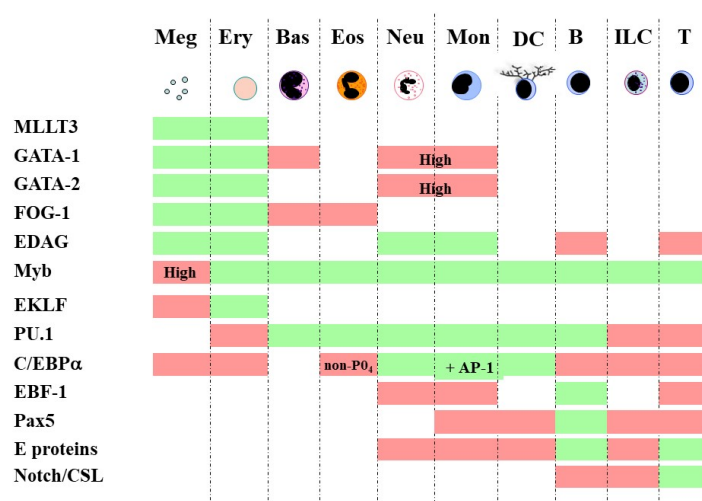 Meg Ery Bas Eos Neu Mon DC B ILC T
MLLT3
GATA-1 High
GATA-2 High
FOG-1
EDAG
Myb High
EKLF
PU.1
C/EBPα non-P0₄ + AP-1
EBF-1
Pax5
E proteins
Notch/CSL